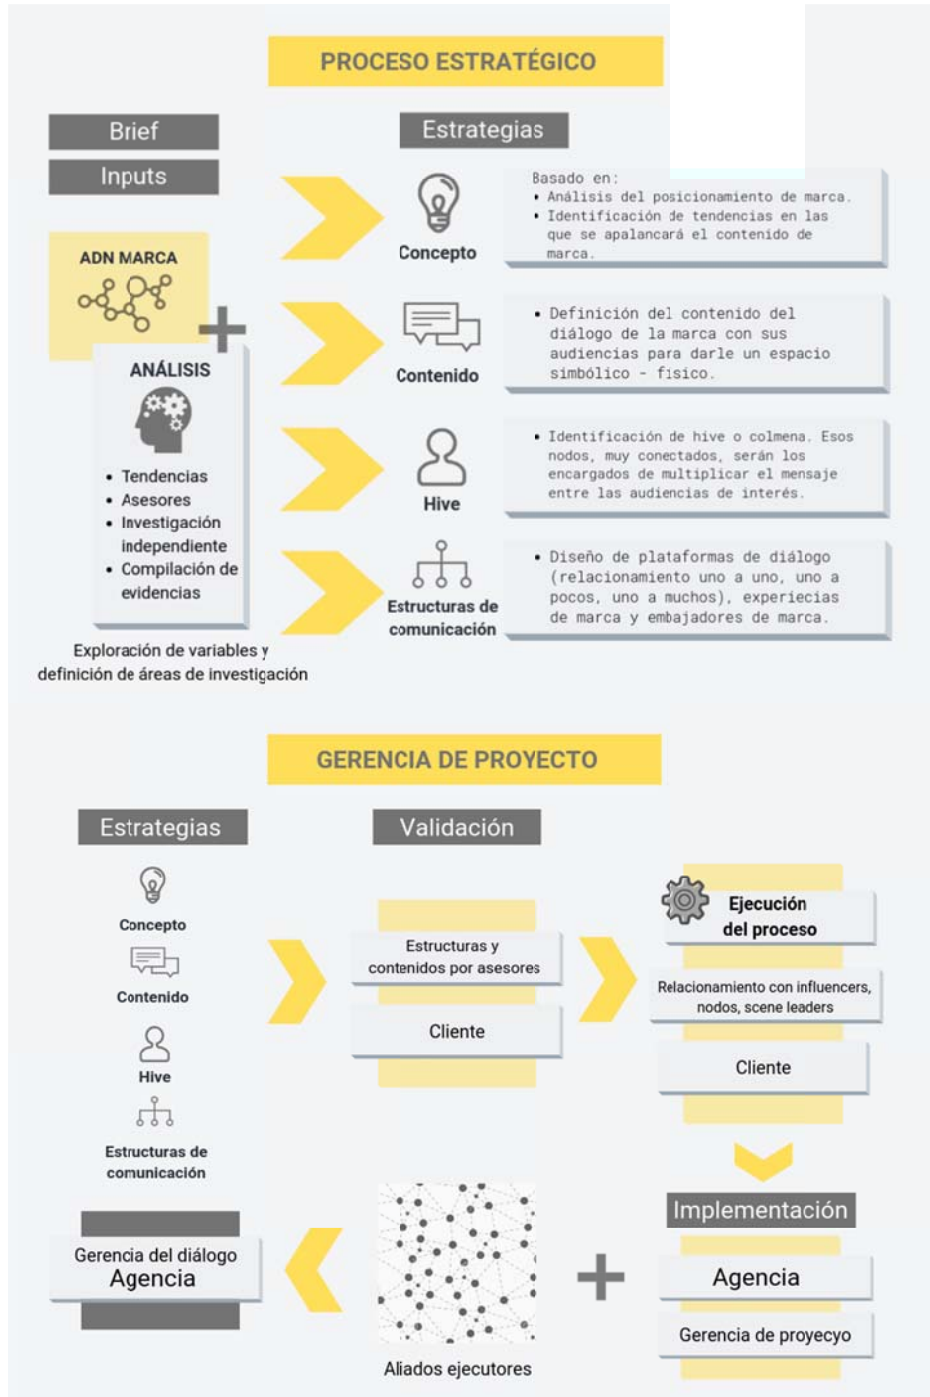 PROCESO ESTRATÉGICO
Brief
Inputs
ADN MARCA
ANÁLISIS
• Tendencias
• Asesores
• Investigación
independiente
• Compilación de
evidencias
Exploración de variables y
definición de áreas de investigación
Estrategias
Concepto
Basado en:
• Análisis del posicionamiento de marca.
• Identificación de tendencias en las
que se apalancará el contenido de
marca.
Contenido
• Definición del contenido del
diálogo de la marca con sus
audiencias para darle un espacio
simbólico - físico.
Hive
• Identificación de hive o colmena. Esos
nodos, muy conectados, serán los
encargados de multiplicar el mensaje
entre las audiencias de interés.
Estructuras de
comunicación
• Diseño de plataformas de diálogo
(relacionamiento uno a uno, uno a
pocos, uno a muchos), experiecias
de marca y embajadores de marca.
GERENCIA DE PROYECTO
Estrategias
Concepto
Contenido
Hive
Estructuras de
comunicación
Validación
Estructuras y
contenidos por asesores
Cliente
Ejecución
del proceso
Relacionamiento con influencers,
nodos, scene leaders
Cliente
Implementación
Agencia
Gerencia de proyecyo
Aliados ejecutores
Gerencia del diálogo
Agencia